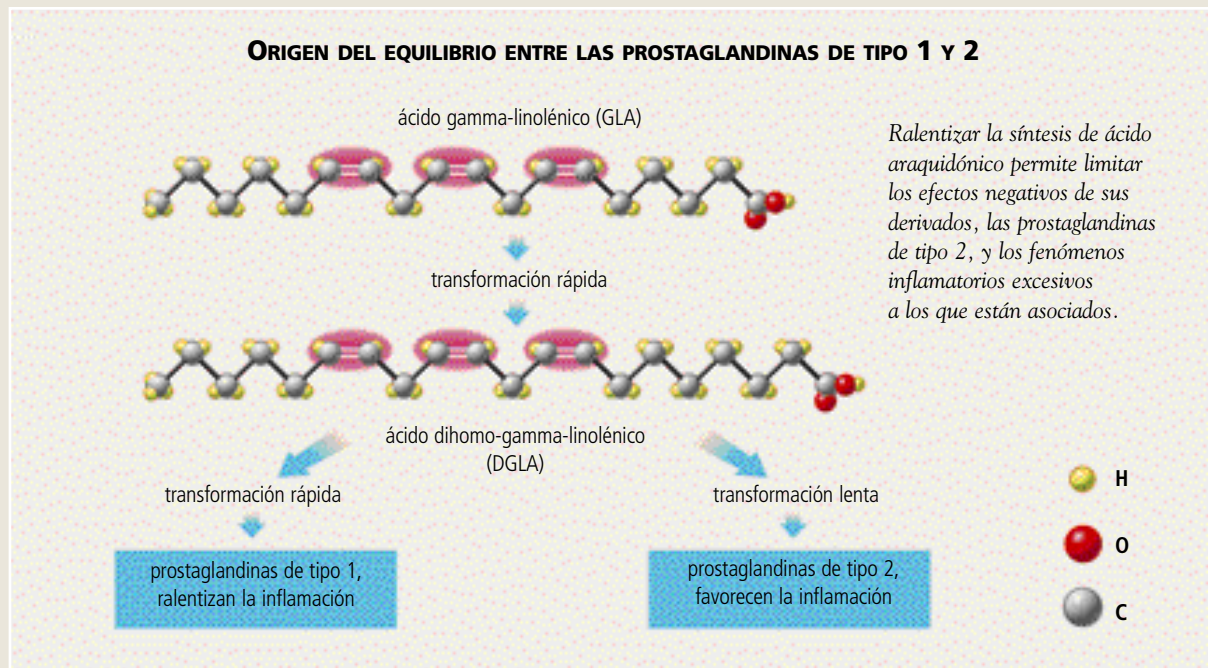 ORIGEN DEL EQUILIBRIO ENTRE LAS PROSTAGLANDINAS DE TIPO 1 Y 2
ácido gamma-linolénico (GLA)
Ralentizar la síntesis de ácido
araquidónico permite limitar
los efectos negativos de sus
derivados, las prostaglandinas
de tipo 2, y los fenómenos
inflamatorios excesivos
a los que están asociados.
transformación rápida
ácido dihomo-gamma-linolénico
(DGLA)
transformación rápida
transformación lenta
prostaglandinas de tipo 1,
ralentizan la inflamación
prostaglandinas de tipo 2,
favorecen la inflamación
H
O
C